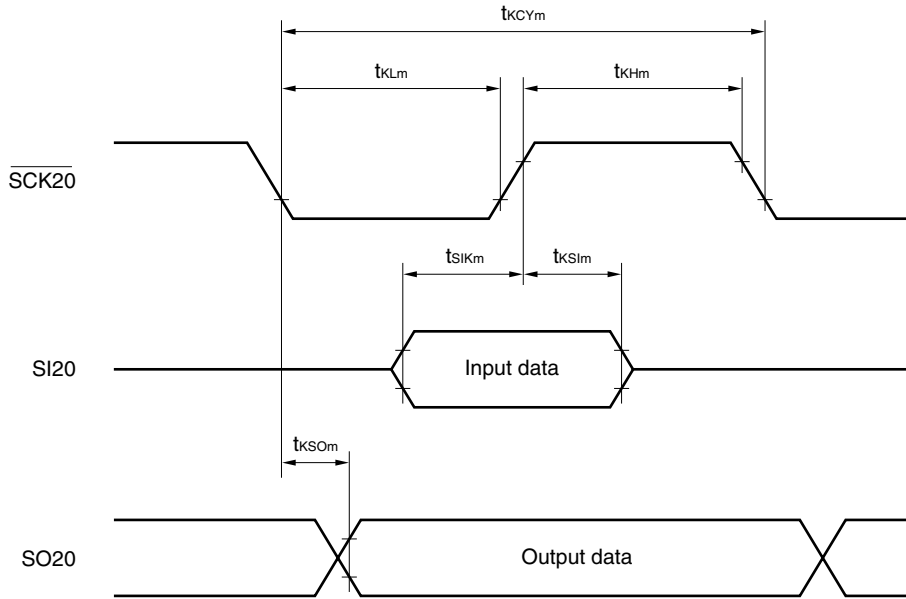 tKCYm
tKLm
tKHm
SCK20
tSIKm
tKSIm
SI20
Input data
tKSOm
SO20
Output data